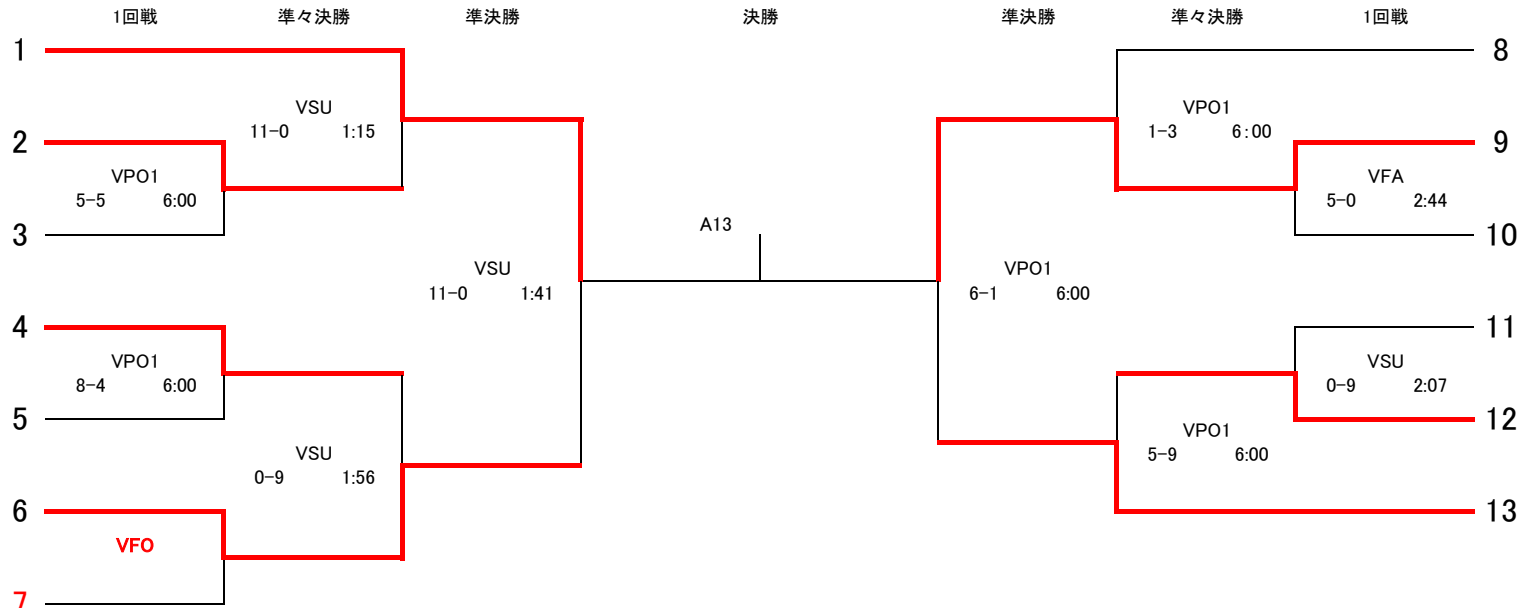 1回戦 準々決勝 準決勝 決勝 準決勝 準々決勝 1回戦
1 8
VSU VPO1
11-0 1:15 1-3 6:00
2 9
VPO1 VFA
5-5 6:00 5-0 2:44
3 A13 10
VSU VPO1
11-0 1:41 6-1 6:00
4 11
VPO1 VSU
8-4 6:00 0-9 2:07
5 12
VSU VPO1
0-9 1:56 5-9 6:00
6 13
VFO
7